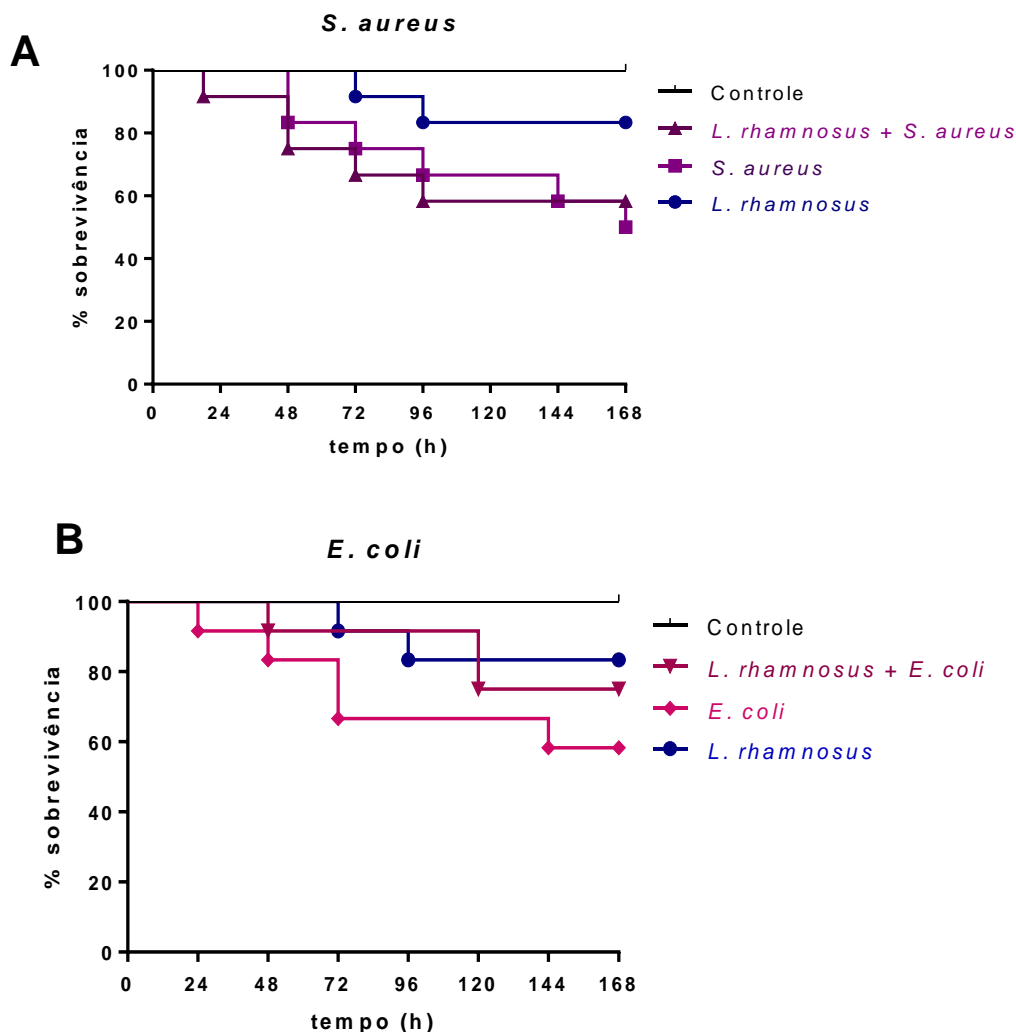 S. aureus
A
100
80
60
40
20
0
% sobrevivência
0 24 48 72 96 120 144 168
tempo (h)
Controle
L. rhamnosus + S. aureus
S. aureus
L. rhamnosus
B
E. coli
100
80
60
40
20
0
% sobrevivência
0 24 48 72 96 120 144 168
tempo (h)
Controle
L. rhamnosus + E. coli
E. coli
L. rhamnosus